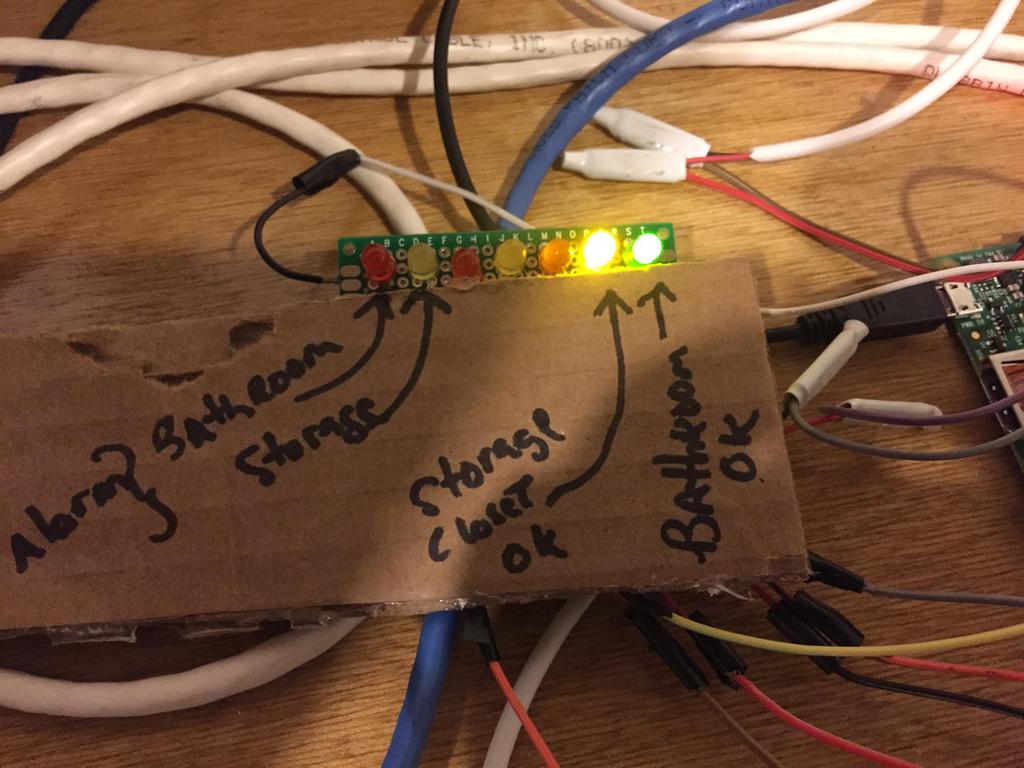 CABLE, INC. (800)
B C D E F G H I J K L M N O P R S T
Alarm
Bathroom
Storage
Storage
Closet
OK
Bathroom
OK